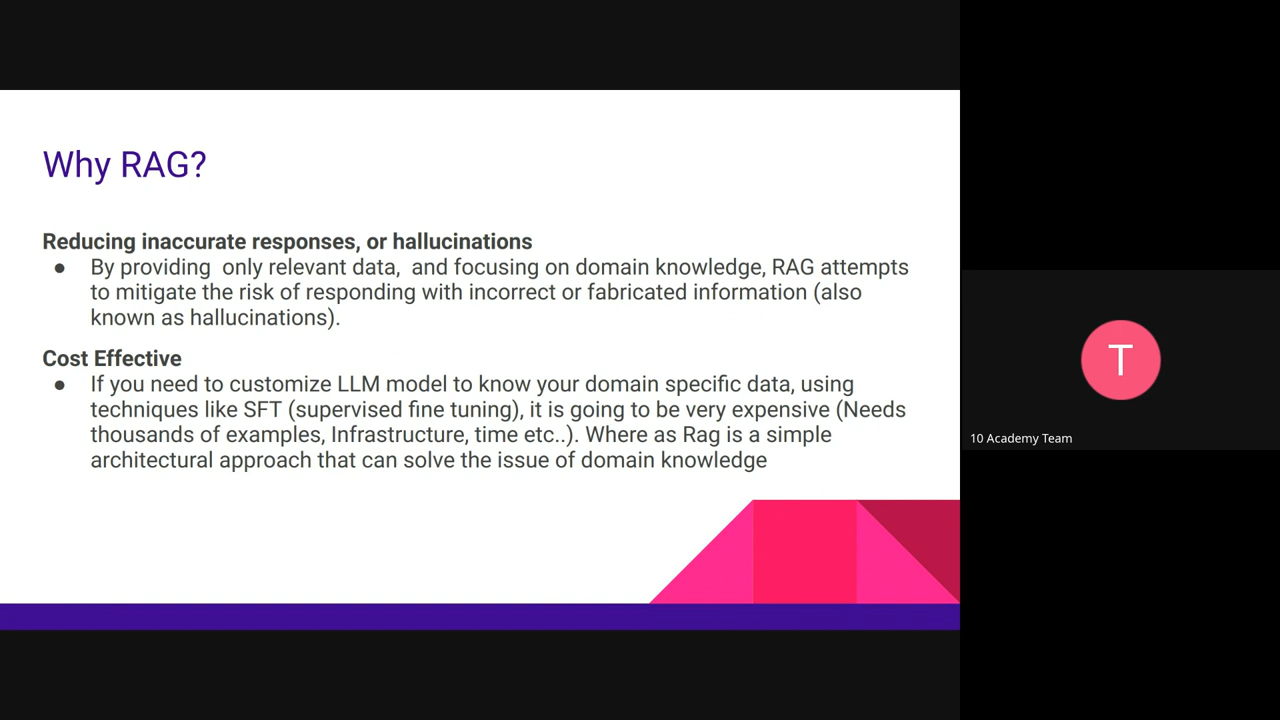 Why RAG?
Reducing inaccurate responses, or hallucinations
● By providing  only relevant data,  and focusing on domain knowledge, RAG attempts
to mitigate the risk of responding with incorrect or fabricated information (also
known as hallucinations).
Cost Effective
● If you need to customize LLM model to know your domain specific data, using
techniques like SFT (supervised fine tuning), it is going to be very expensive (Needs
thousands of examples, Infrastructure, time etc..). Where as Rag is a simple
architectural approach that can solve the issue of domain knowledge
T
10 Academy Team